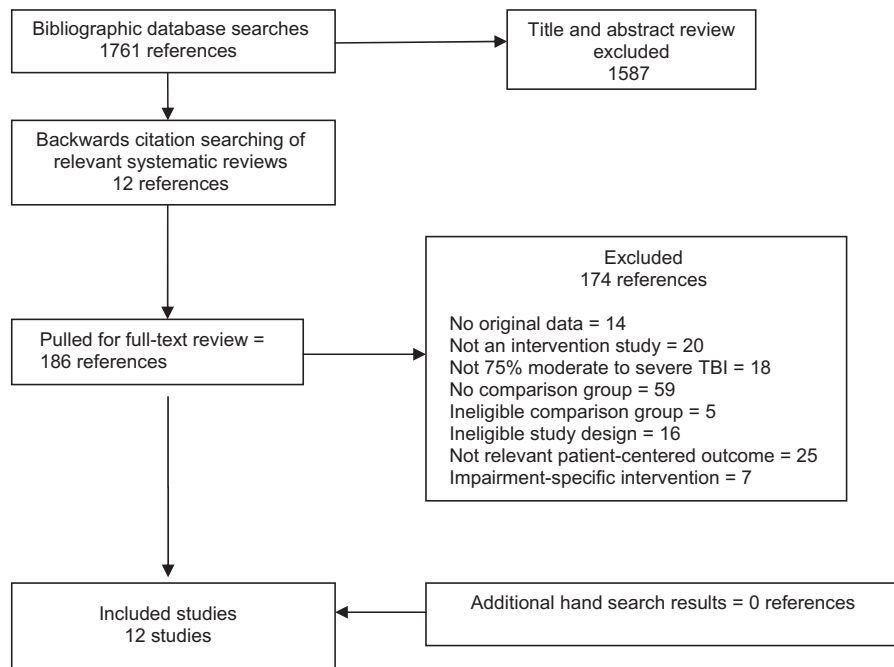 Bibliographic database searches
1761 references
Title and abstract review
excluded
1587
Backwards citation searching of
relevant systematic reviews
12 references
Excluded
174 references
No original data = 14
Not an intervention study = 20
Not 75% moderate to severe TBI = 18
No comparison group = 59
Ineligible comparison group = 5
Ineligible study design = 16
Not relevant patient-centered outcome = 25
Impairment-specific intervention = 7
Pulled for full-text review =
186 references
Included studies
12 studies
Additional hand search results = 0 references